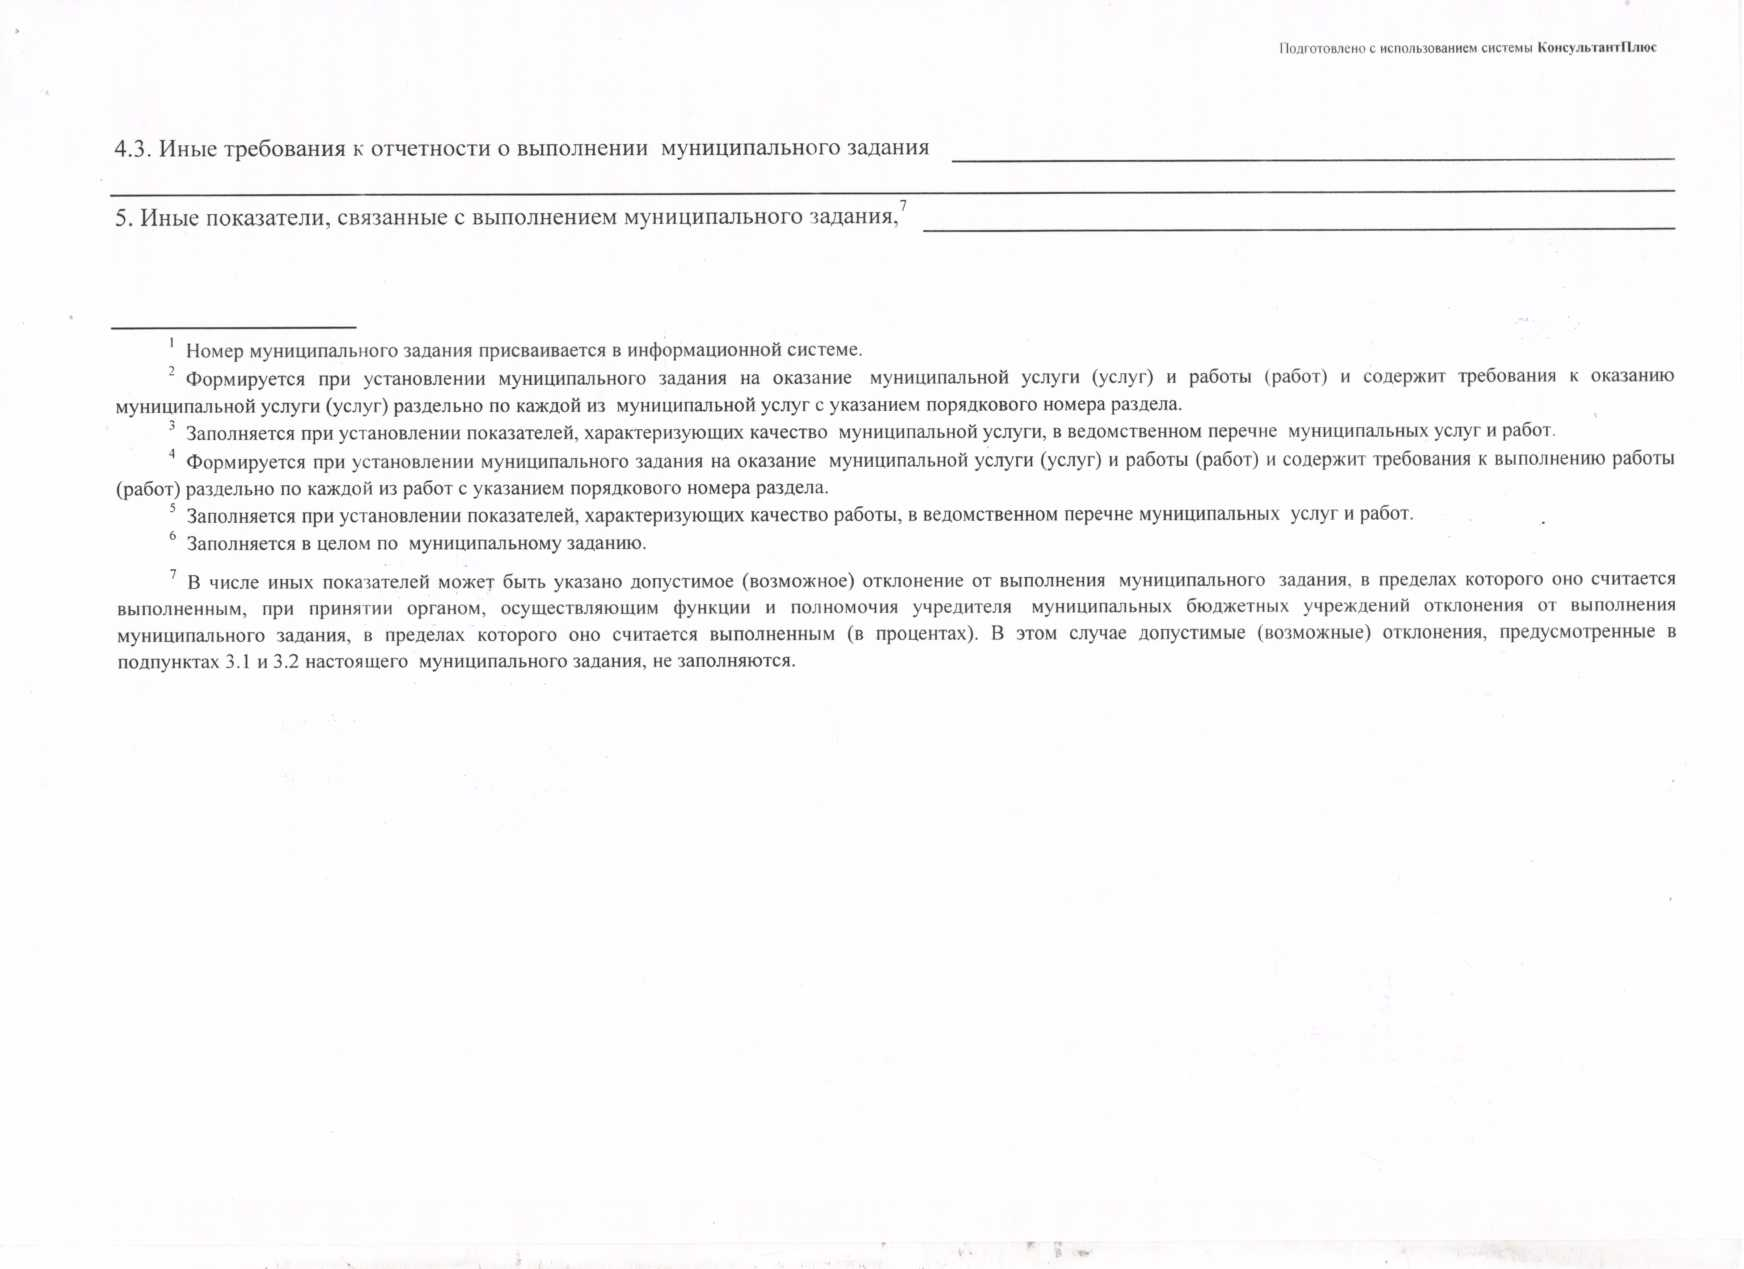 Подготовлено с использованием системы КонсультантПлюс
4.3. Иные требования к отчетности о выполнении муниципального задания
5. Иные показатели, связанные с выполнением муниципального задания,7
1 Номер муниципального задания присваивается в информационной системе.
2 Формируется при установлении муниципального задания на оказание муниципальной услуги (услуг) и работы (работ) и содержит требования к оказанию
муниципальной услуги (услуг) раздельно по каждой из муниципальной услуг с указанием порядкового номера раздела.
3 Заполняется при установлении показателей, характеризующих качество муниципальной услуги, в ведомственном перечне муниципальных услуг и работ.
4 Формируется при установлении муниципального задания на оказание муниципальной услуги (услуг) и работы (работ) и содержит требования к выполнению работы
(работ) раздельно по каждой из работ с указанием порядкового номера раздела.
5 Заполняется при установлении показателей, характеризующих качество работы, в ведомственном перечне муниципальных услуг и работ.
6 Заполняется в целом по муниципальному заданию.
7 В числе иных показателей может быть указано допустимое (возможное) отклонение от выполнения муниципального задания, в пределах которого оно считается
выполненным, при принятии органом, осуществляющим функции и полномочия учредителя муниципальных бюджетных учреждений отклонения от выполнения
муниципального задания, в пределах которого оно считается выполненным (в процентах). В этом случае допустимые (возможные) отклонения, предусмотренные в
подпунктах 3.1 и 3.2 настоящего муниципального задания, не заполняются.